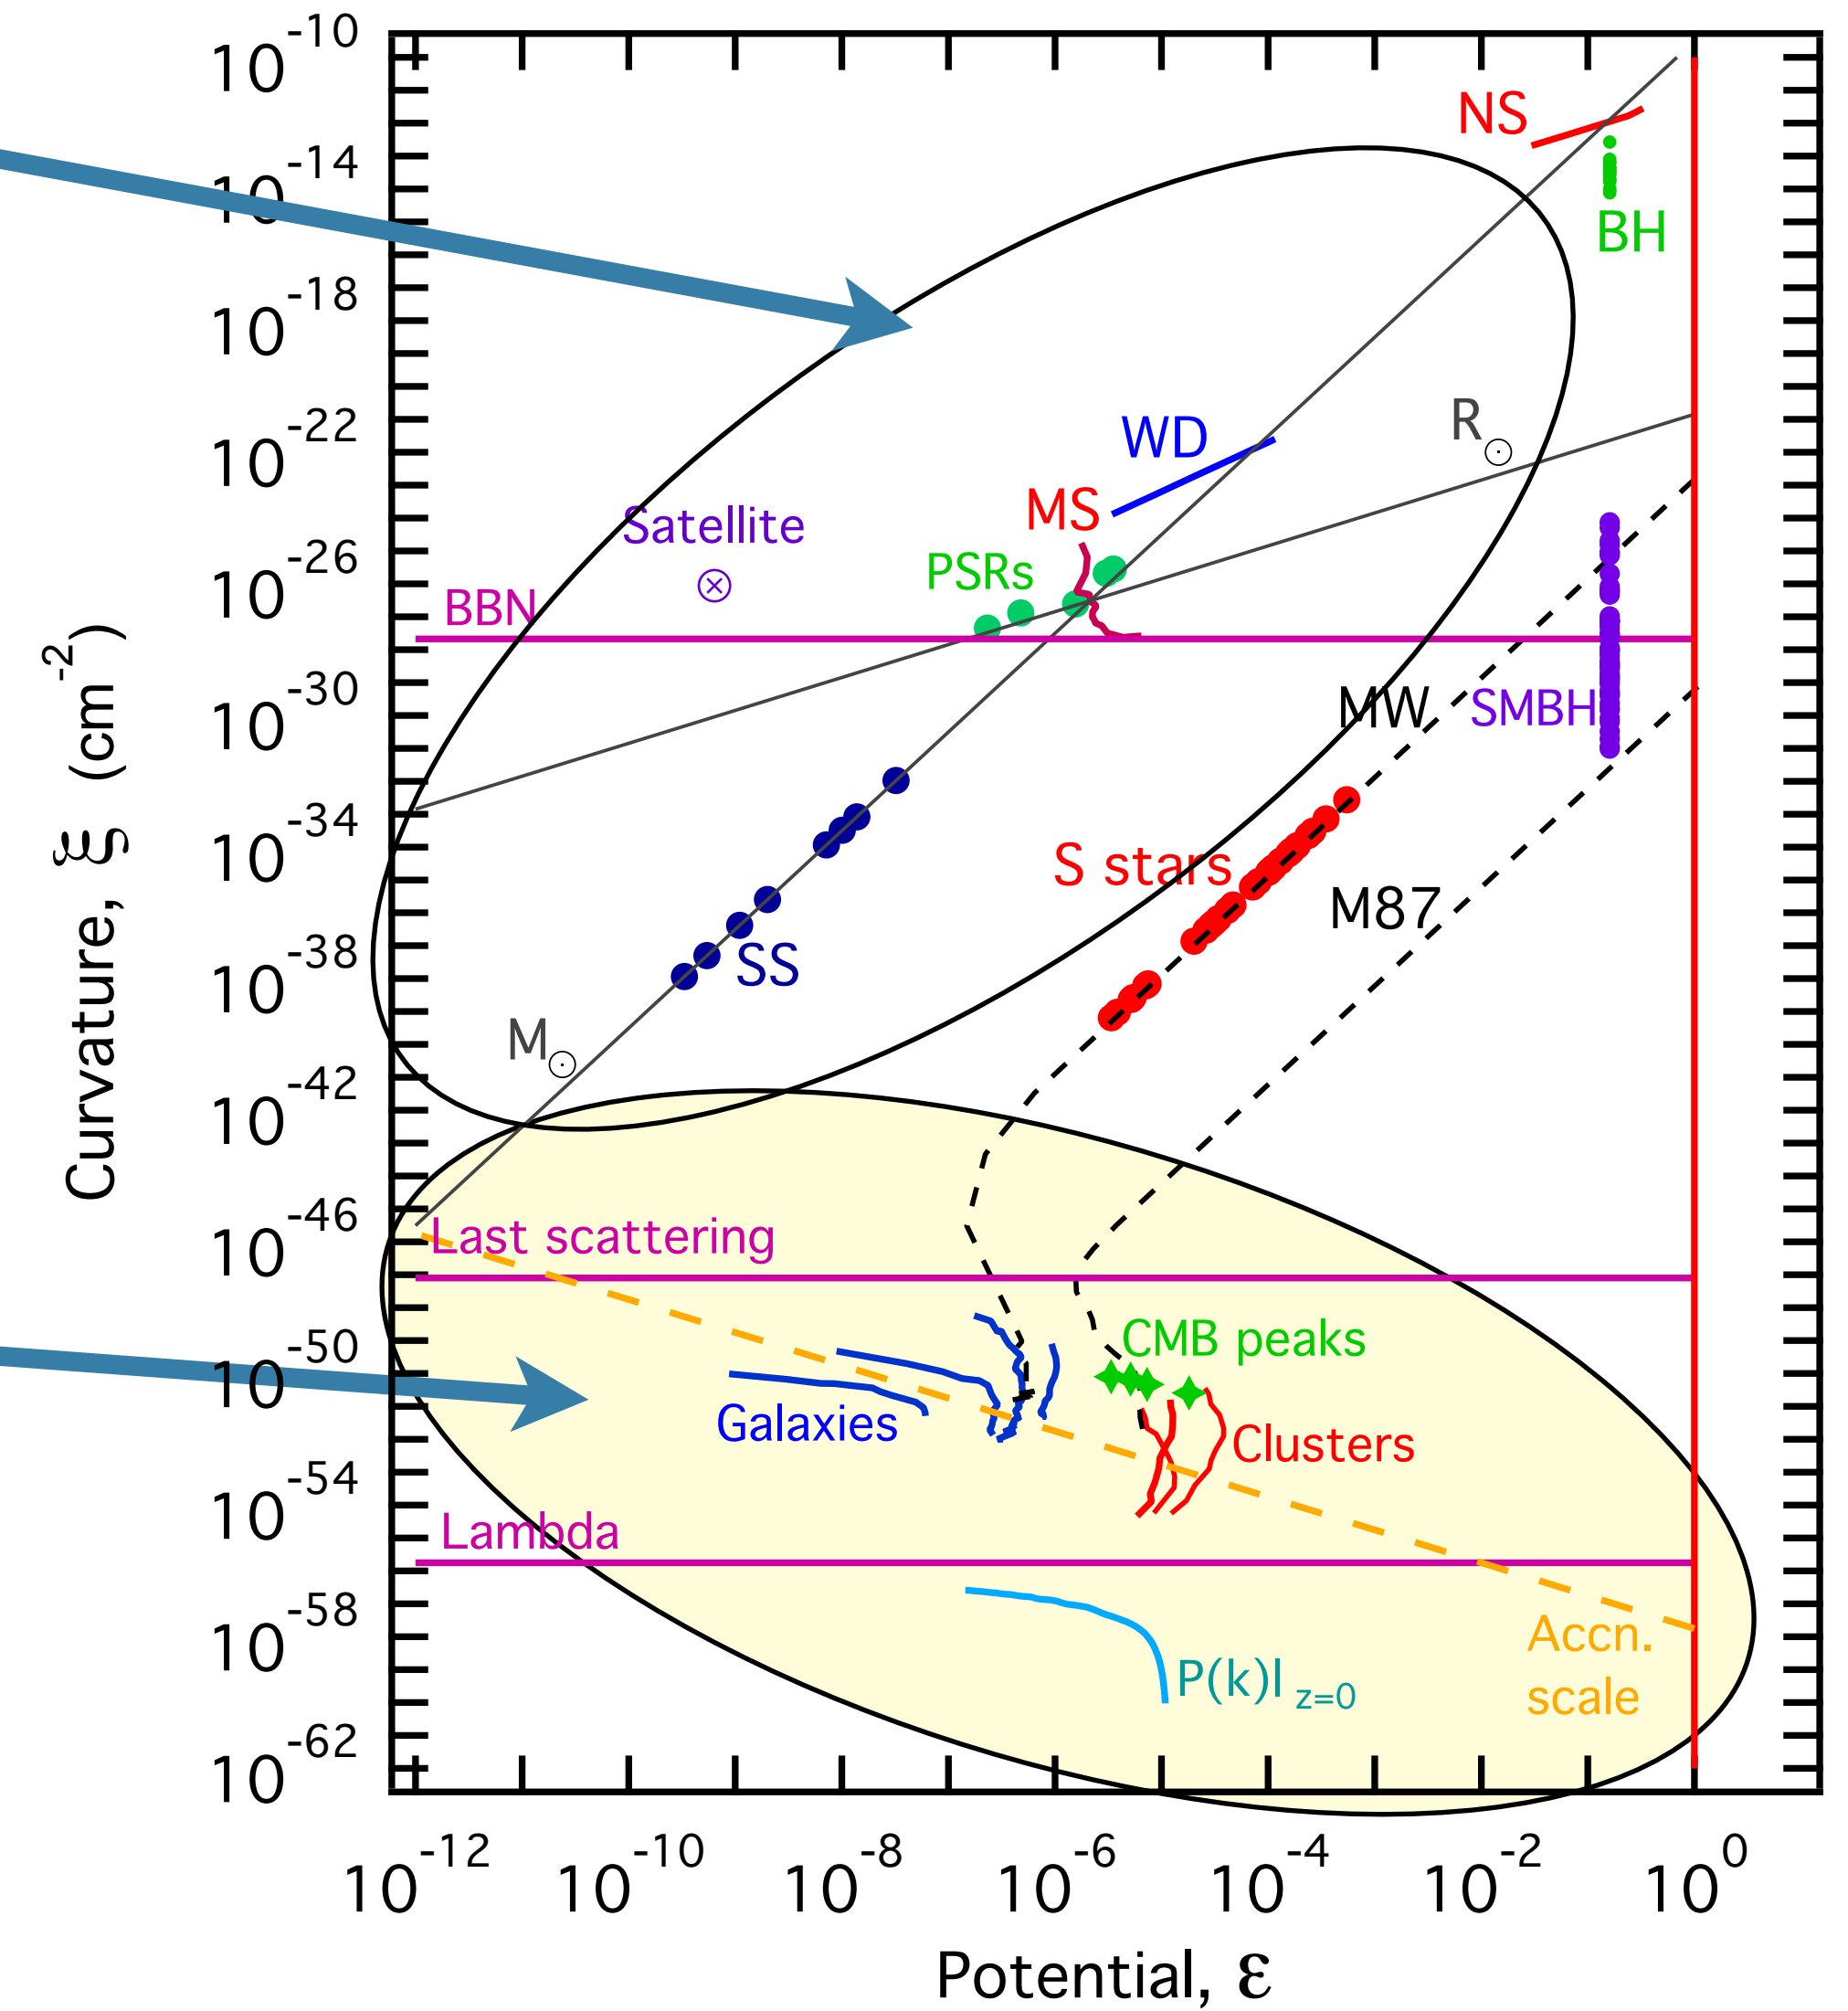 10^-10
10^-14
10^-18
10^-22
10^-26
10^-30
10^-34
10^-38
10^-42
10^-46
10^-50
10^-54
10^-58
10^-62
Curvature, ξ (cm^-2)
NS
BH
R☉
WD
MS
Satellite
PSRs
BBN
MW
SMBH
S stars
M87
SS
M☉
Last scattering
CMB peaks
Galaxies
Clusters
Lambda
Accn.
scale
P(k)| z=0
10^-12 10^-10 10^-8 10^-6 10^-4 10^-2 10^0
Potential, ε